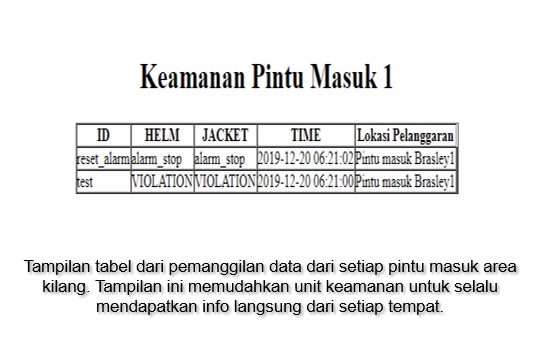 Keamanan Pintu Masuk 1
ID HELM JACKET TIME Lokasi Pelanggaran
reset_alarm alarm_stop alarm_stop 2019-12-20 06:21:02 Pintu masuk Brasley1
test VIOLATION VIOLATION 2019-12-20 06:21:00 Pintu masuk Brasley1
Tampilan tabel dari pemanggilan data dari setiap pintu masuk area
kilang. Tampilan ini memudahkan unit keamanan untuk selalu
mendapatkan info langsung dari setiap tempat.